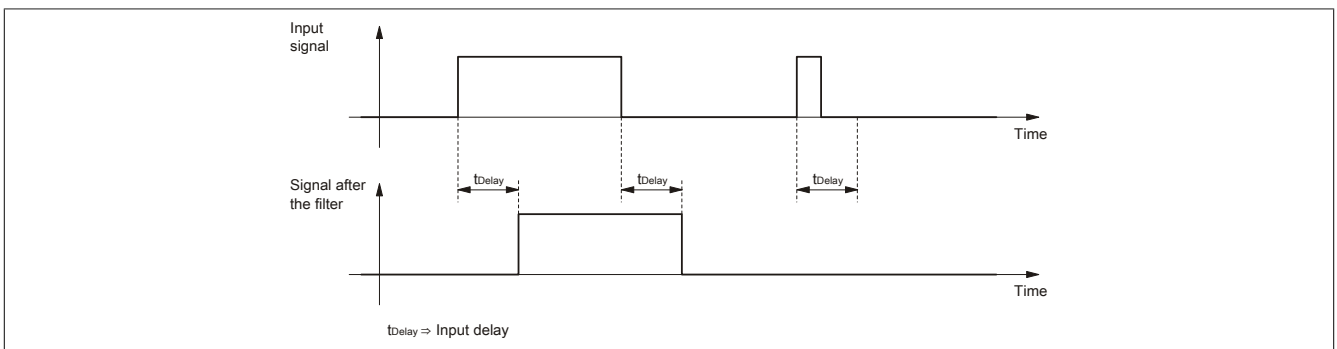 Input
signal
Time
tDelay
tDelay
tDelay
Signal after
the filter
Time
tDelay ⇒ Input delay